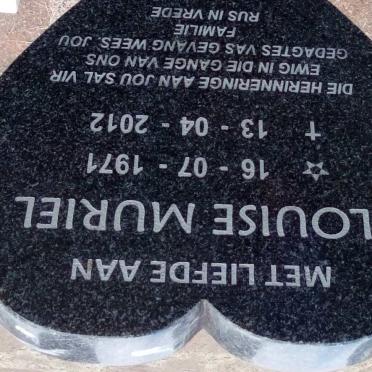 MET LIEFDE AAN
LOUISE MURIEL
☆ 16 - 07 - 1971
✝ 13 - 04 - 2012
DIE HERINNERINGE AAN JOU SAL VIR
EWIG IN DIE GANGE VAN ONS
GEDAGTES VAS GEVANG WEES, JOU
FAMILIE
RUS IN VREDE